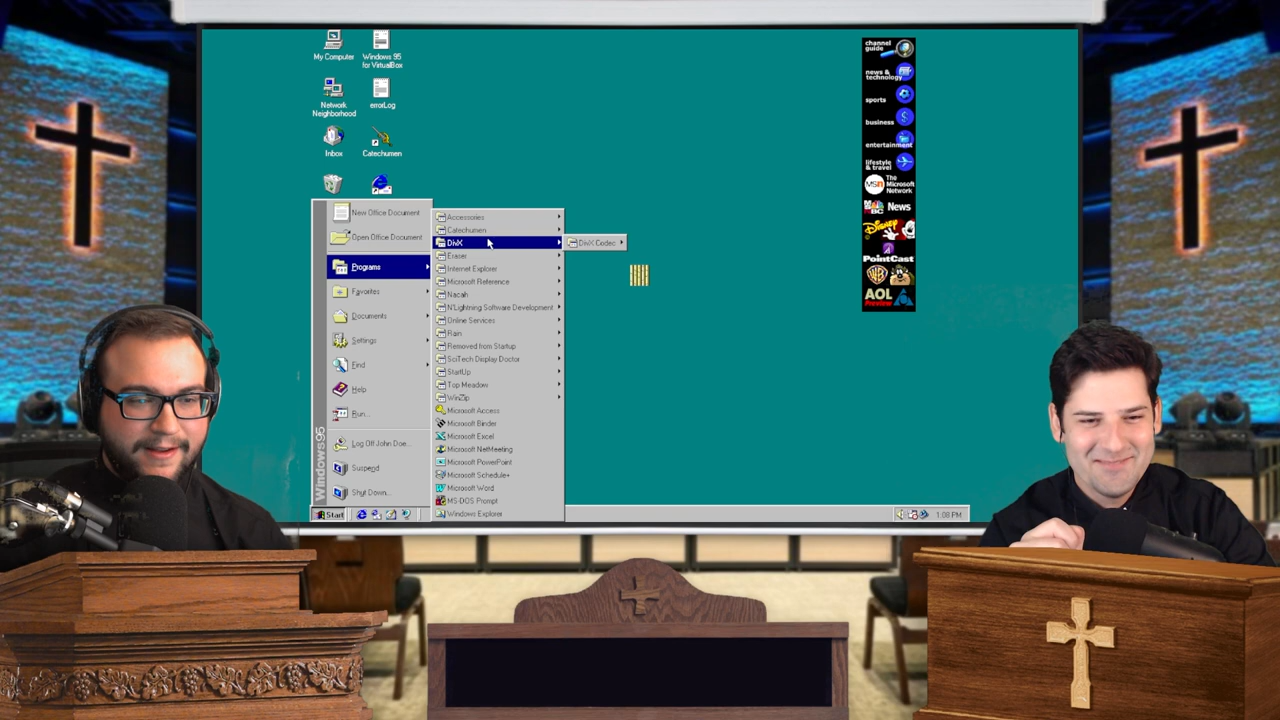 My Computer
Windows 95
for VirtualBox
Network
Neighborhood
errorLog
Inbox
Catechumen
New Office Document
Open Office Document
Programs
Favorites
Documents
Settings
Find
Help
Run...
Log Off John Doe...
Suspend
Shut Down...
Windows95
Start
Accessories
Catechumen
DivX
Eraser
Internet Explorer
Microsoft Reference
Nacah
N'Lightning Software Development
Online Services
Rain
Removed from Startup
SciTech Display Doctor
StartUp
Top Meadow
WinZip
Microsoft Access
Microsoft Binder
Microsoft Excel
Microsoft NetMeeting
Microsoft PowerPoint
Microsoft Schedule+
Microsoft Word
MS-DOS Prompt
Windows Explorer
DivX Codec
channel
guide
news &
technology
sports
business
entertainment
lifestyle
& travel
msn
The
Microsoft
Network
News
Disney
PointCast
WB
AOL
Preview
1:08 PM